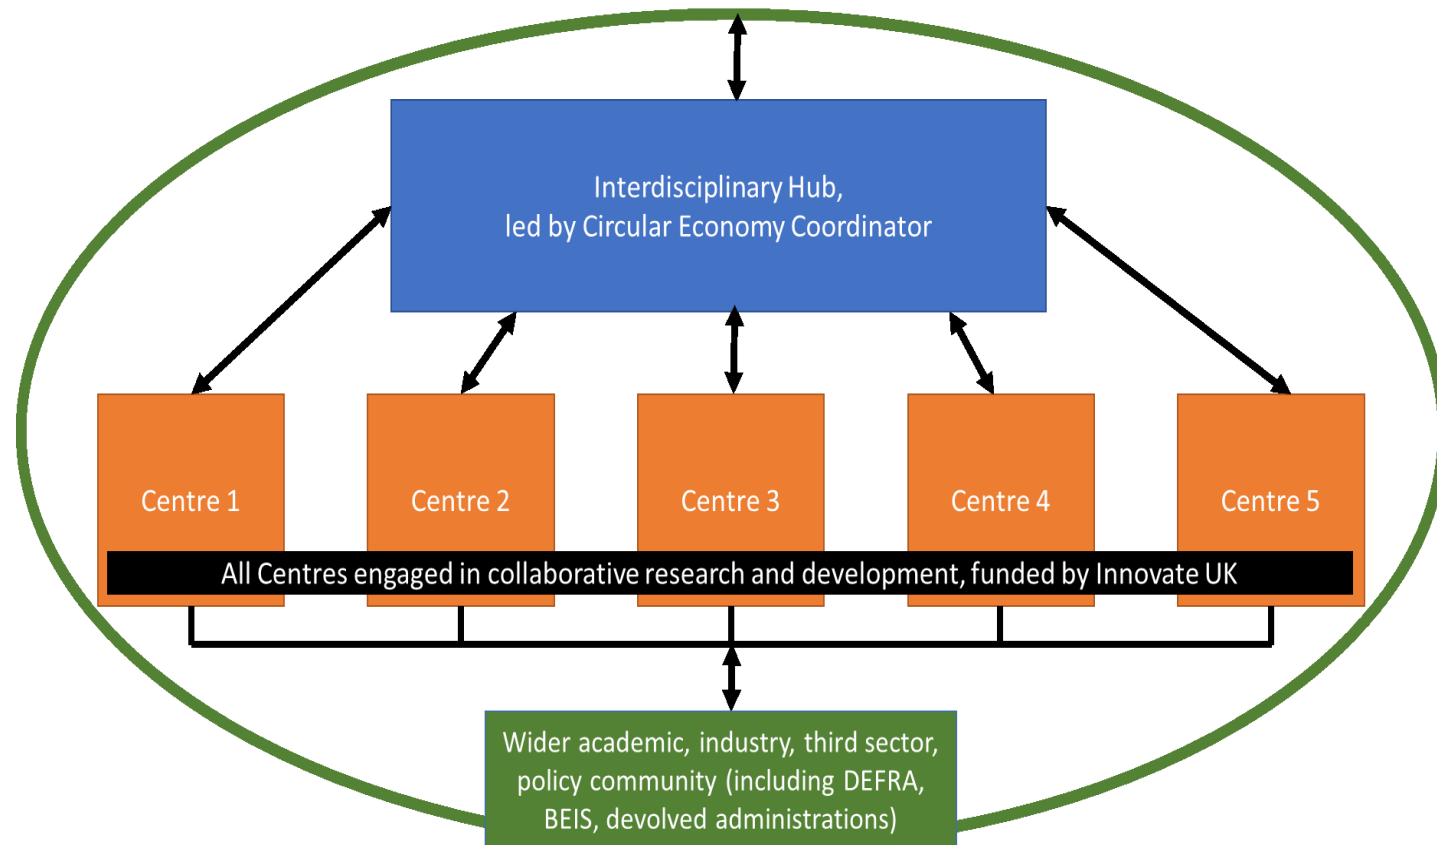 Interdisciplinary Hub,
led by Circular Economy Coordinator
Centre 1
Centre 2
Centre 3
Centre 4
Centre 5
All Centres engaged in collaborative research and development, funded by Innovate UK
Wider academic, industry, third sector,
policy community (including DEFRA,
BEIS, devolved administrations)